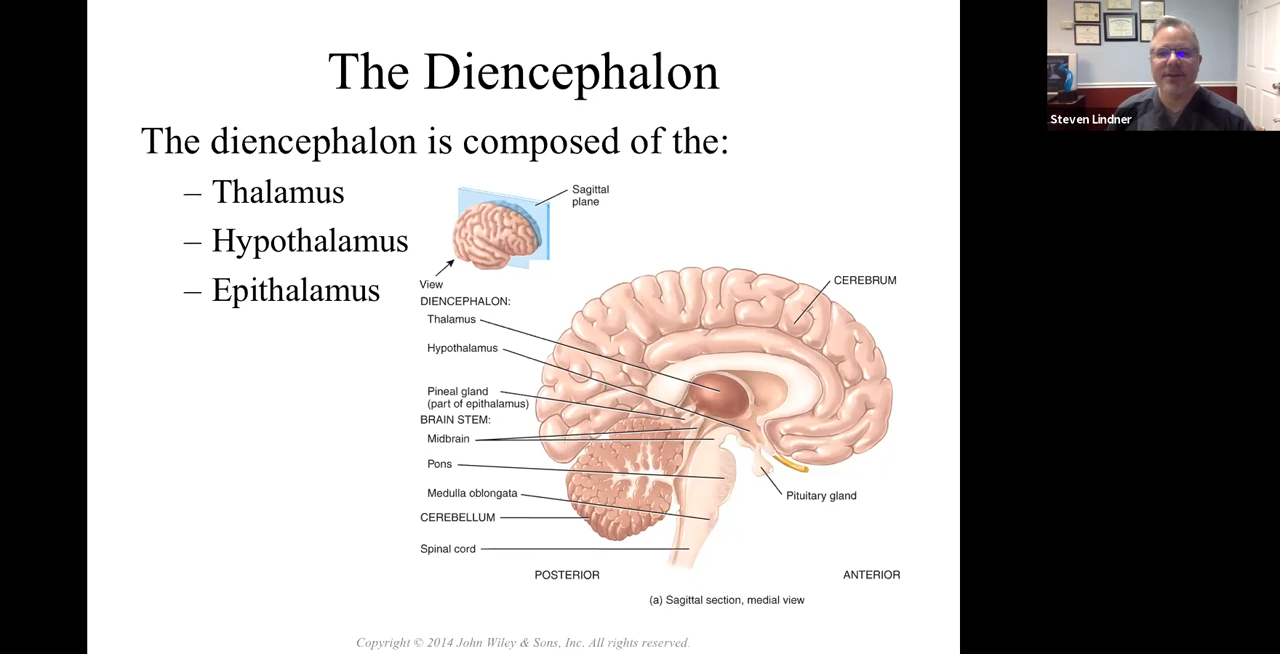 The Diencephalon
The diencephalon is composed of the:
– Thalamus
– Hypothalamus
– Epithalamus
Sagittal
plane
View
DIENCEPHALON:
Thalamus
Hypothalamus
Pineal gland
(part of epithalamus)
BRAIN STEM:
Midbrain
Pons
Medulla oblongata
CEREBELLUM
Spinal cord
CEREBRUM
Pituitary gland
POSTERIOR
ANTERIOR
(a) Sagittal section, medial view
Copyright © 2014 John Wiley & Sons, Inc. All rights reserved.
Steven Lindner